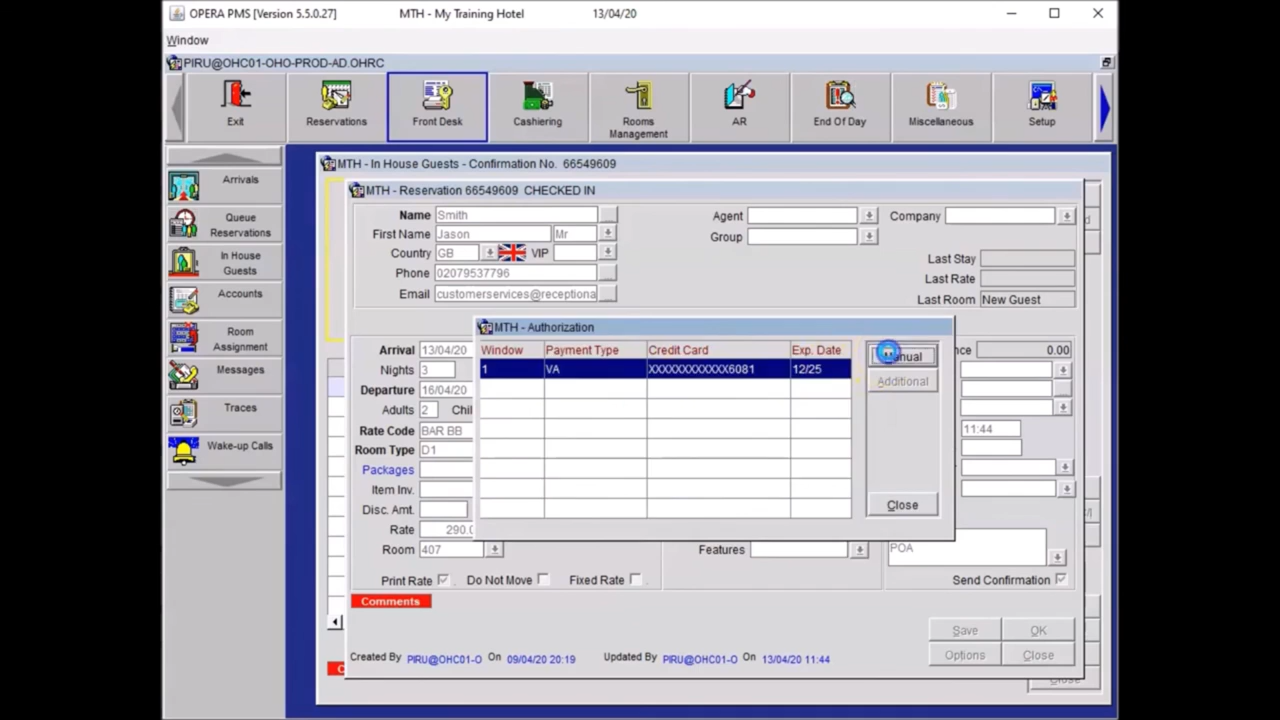 OPERA PMS [Version 5.5.0.27] MTH - My Training Hotel 13/04/20
Window
PIRU@OHC01-OHO-PROD-AD.OHRC
Exit Reservations Front Desk Cashiering Rooms Management AR End Of Day Miscellaneous Setup
Arrivals
Queue Reservations
In House Guests
Accounts
Room Assignment
Messages
Traces
Wake-up Calls
MTH - In House Guests - Confirmation No. 66549609
MTH - Reservation 66549609 CHECKED IN
Name Smith Agent Company
First Name Jason Mr Group
Country GB VIP
Phone 02079537796 Last Stay
Email customerservices@receptiona Last Rate
Last Room New Guest
MTH - Authorization
Window Payment Type Credit Card Exp. Date
1 VA XXXXXXXXXXXX6081 12/25
Additional
Close
Arrival 13/04/20 0.00
Nights 3
Departure 16/04/20
Adults 2
Rate Code BAR BB 11:44
Room Type D1
Packages
Item Inv.
Disc. Amt.
Rate
Room 407 Features POA
Print Rate Do Not Move Fixed Rate Send Confirmation
Comments
Save OK
Options Close
Created By PIRU@OHC01-O On 09/04/20 20:19 Updated By PIRU@OHC01-O On 13/04/20 11:44
Close